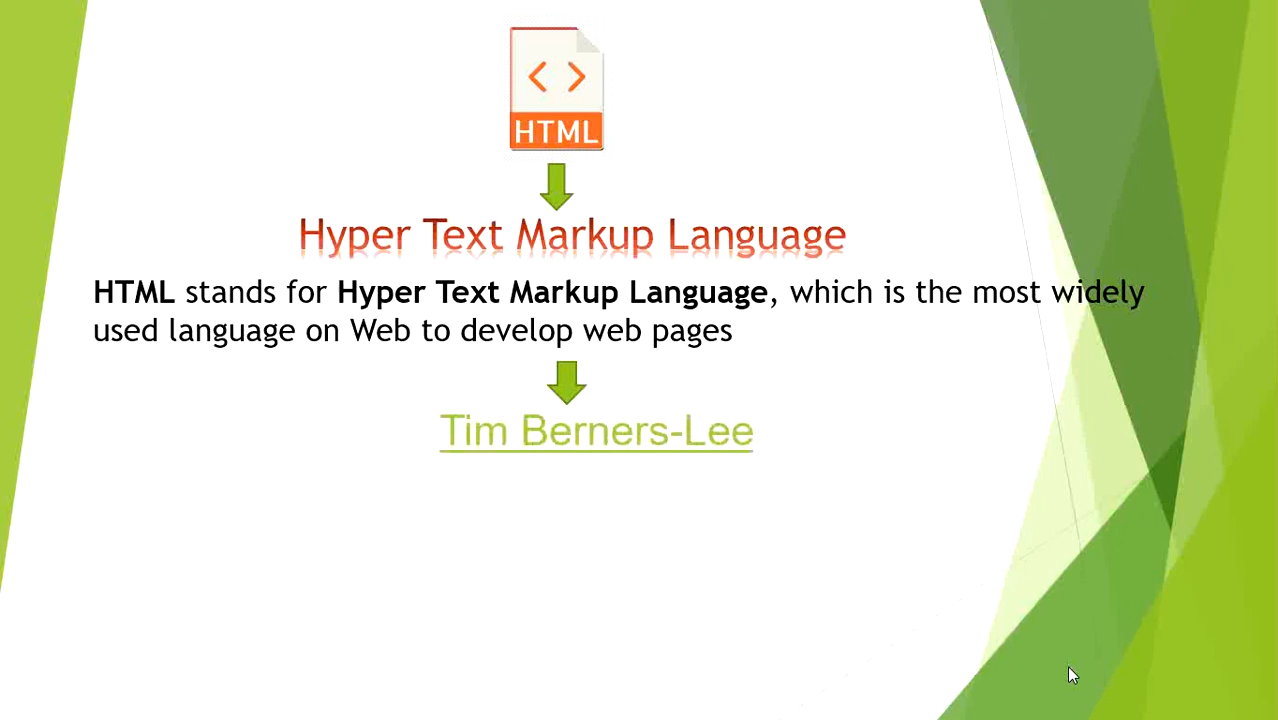 HTML
Hyper Text Markup Language
HTML stands for Hyper Text Markup Language, which is the most widely
used language on Web to develop web pages
Tim Berners-Lee